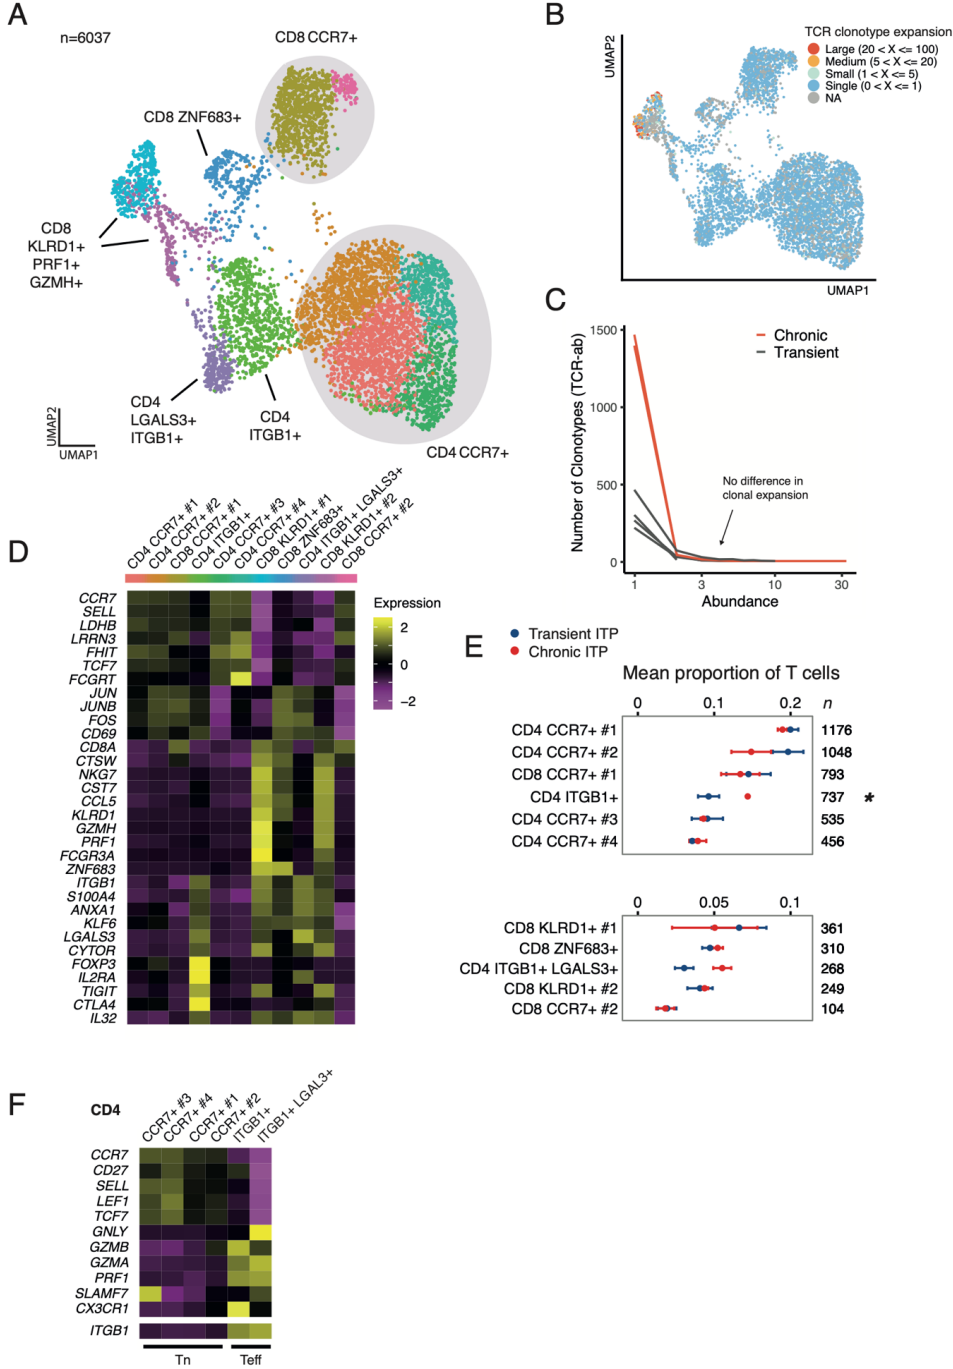 A
n=6037
CD8 CCR7+
CD8 ZNF683+
CD8
KLRD1+
PRF1+
GZMH+
CD4
LGALS3+
ITGB1+
CD4
ITGB1+
CD4 CCR7+
UMAP2
UMAP1
B
TCR clonotype expansion
Large (20 < X <= 100)
Medium (5 < X <= 20)
Small (1 < X <= 5)
Single (0 < X <= 1)
NA
UMAP2
UMAP1
C
Number of Clonotypes (TCR-ab)
1500
1000
500
0
Chronic
Transient
No difference in
clonal expansion
1 3 10 30
Abundance
D
CD4 CCR7+ #1
CD4 CCR7+ #2
CD8 CCR7+ #1
CD4 ITGB1+
CD4 CCR7+ #3
CD4 CCR7+ #4
CD8 KLRD1+ #1
CD8 ZNF683+
CD4 ITGB1+ LGALS3+
CD8 KLRD1+ #2
CD8 CCR7+ #2
CCR7
SELL
LDHB
LRRN3
FHIT
TCF7
FCGRT
JUN
JUNB
FOS
CD69
CD8A
CTSW
NKG7
CST7
CCL5
KLRD1
GZMH
PRF1
FCGR3A
ZNF683
ITGB1
S100A4
ANXA1
KLF6
LGALS3
CYTOR
FOXP3
IL2RA
TIGIT
CTLA4
IL32
Expression
2
0
−2
E
Transient ITP
Chronic ITP
Mean proportion of T cells
0 0.1 0.2 n
CD4 CCR7+ #1 1176
CD4 CCR7+ #2 1048
CD8 CCR7+ #1 793
CD4 ITGB1+ 737 *
CD4 CCR7+ #3 535
CD4 CCR7+ #4 456
0 0.05 0.1
CD8 KLRD1+ #1 361
CD8 ZNF683+ 310
CD4 ITGB1+ LGALS3+ 268
CD8 KLRD1+ #2 249
CD8 CCR7+ #2 104
F
CD4
CCR7+ #3
CCR7+ #4
CCR7+ #1
CCR7+ #2
ITGB1+
ITGB1+ LGAL3+
CCR7
CD27
SELL
LEF1
TCF7
GNLY
GZMB
GZMA
PRF1
SLAMF7
CX3CR1
ITGB1
Tn Teff